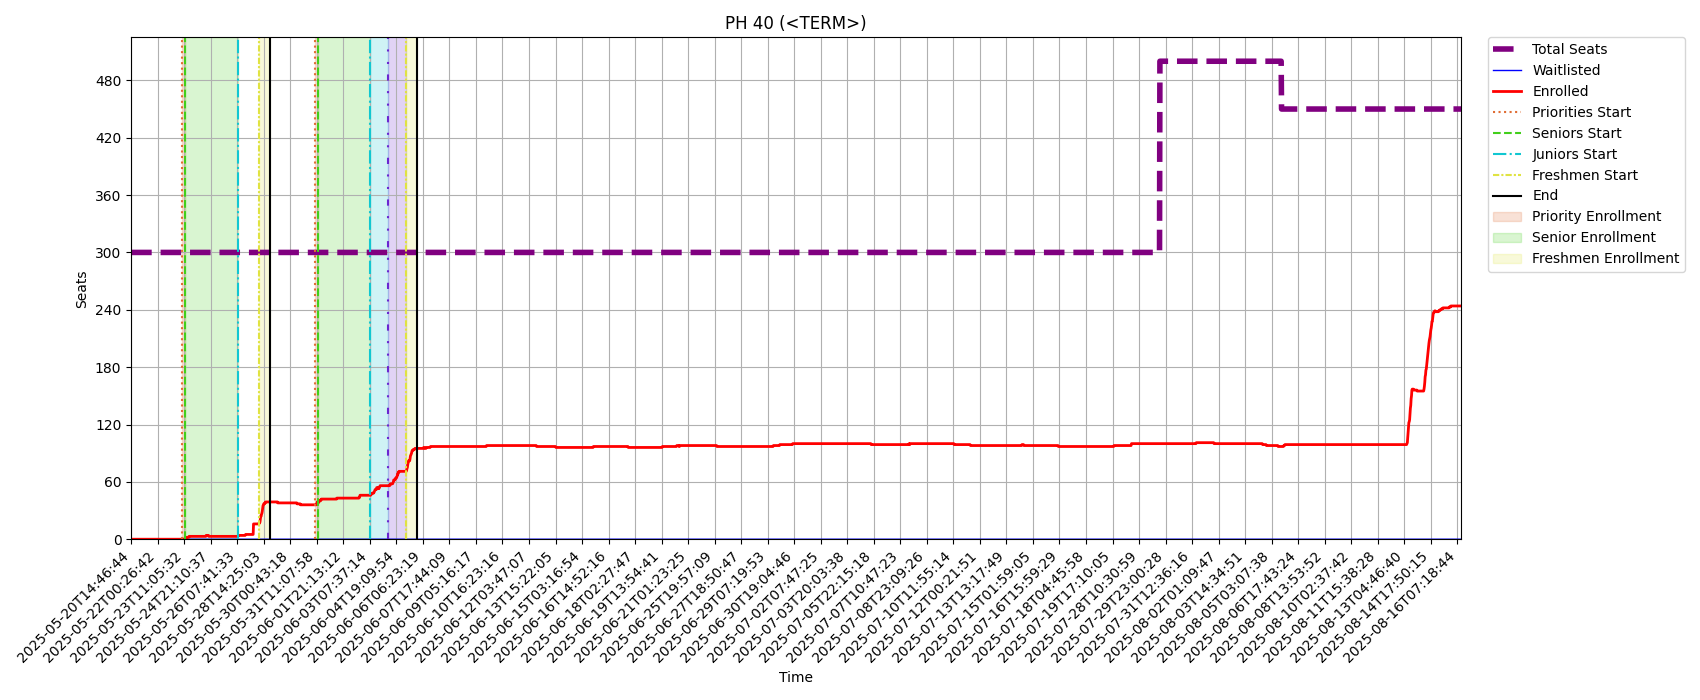 PH 40 (<TERM>)
Total Seats
Waitlisted
Enrolled
Priorities Start
Seniors Start
Juniors Start
Freshmen Start
End
Priority Enrollment
Senior Enrollment
Freshmen Enrollment
Seats
480
420
360
300
240
180
120
60
0
2025-05-20T14:46:44
2025-05-22T00:26:42
2025-05-23T11:05:32
2025-05-24T21:10:37
2025-05-26T07:41:33
2025-05-28T14:25:03
2025-05-30T00:43:18
2025-05-31T11:07:58
2025-06-01T21:13:12
2025-06-03T07:37:14
2025-06-04T19:09:54
2025-06-06T06:23:19
2025-06-07T17:44:09
2025-06-09T05:16:17
2025-06-10T16:23:16
2025-06-12T03:47:07
2025-06-13T15:22:05
2025-06-15T03:16:54
2025-06-16T14:52:16
2025-06-18T02:27:47
2025-06-19T13:54:41
2025-06-21T01:23:25
2025-06-25T19:57:09
2025-06-27T18:50:47
2025-06-29T07:19:53
2025-06-30T19:04:46
2025-07-02T07:47:25
2025-07-03T20:03:38
2025-07-05T22:15:18
2025-07-07T10:47:23
2025-07-08T23:09:26
2025-07-10T11:55:14
2025-07-12T00:21:51
2025-07-13T13:17:49
2025-07-15T01:59:05
2025-07-16T16:59:29
2025-07-18T04:45:58
2025-07-19T17:10:05
2025-07-28T10:30:59
2025-07-29T23:00:28
2025-07-31T12:36:16
2025-08-02T01:09:47
2025-08-03T14:34:51
2025-08-05T03:07:38
2025-08-06T17:43:24
2025-08-08T13:53:52
2025-08-10T02:37:42
2025-08-11T15:38:28
2025-08-13T04:46:40
2025-08-14T17:50:15
2025-08-16T07:18:44
Time